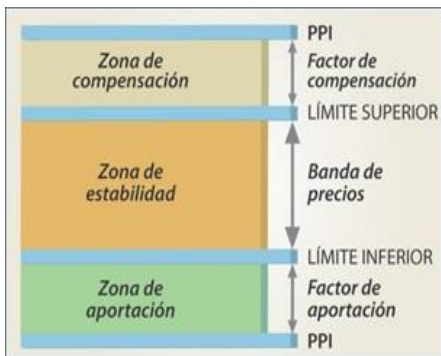 PPI
Zona de
compensación
Factor de
compensación
LÍMITE SUPERIOR
Zona de
estabilidad
Banda de
precios
LÍMITE INFERIOR
Zona de
aportación
Factor de
aportación
PPI